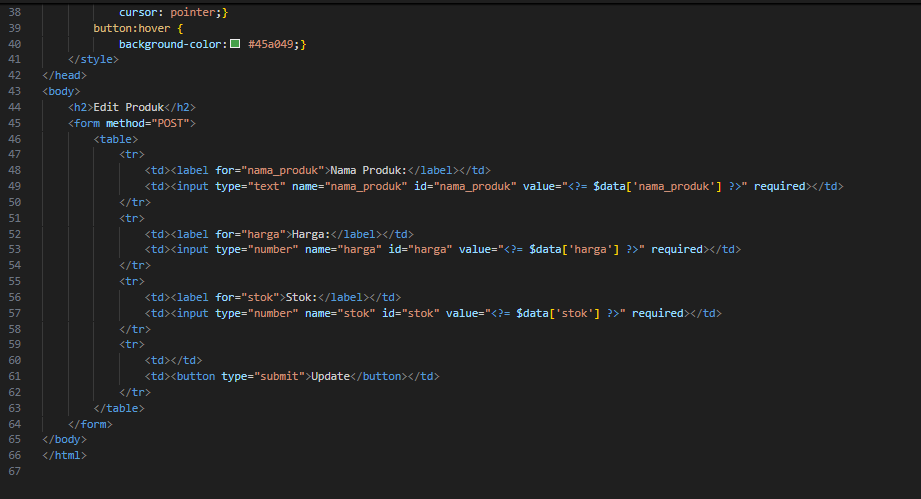 38 cursor: pointer;}
39 button:hover {
40 background-color: #45a049;}
41 </style>
42 </head>
43 <body>
44 <h2>Edit Produk</h2>
45 <form method="POST">
46 <table>
47 <tr>
48 <td><label for="nama_produk">Nama Produk:</label></td>
49 <td><input type="text" name="nama_produk" id="nama_produk" value="<?= $data['nama_produk'] ?>" required></td>
50 </tr>
51 <tr>
52 <td><label for="harga">Harga:</label></td>
53 <td><input type="number" name="harga" id="harga" value="<?= $data['harga'] ?>" required></td>
54 </tr>
55 <tr>
56 <td><label for="stok">Stok:</label></td>
57 <td><input type="number" name="stok" id="stok" value="<?= $data['stok'] ?>" required></td>
58 </tr>
59 <tr>
60 <td></td>
61 <td><button type="submit">Update</button></td>
62 </tr>
63 </table>
64 </form>
65 </body>
66 </html>
67